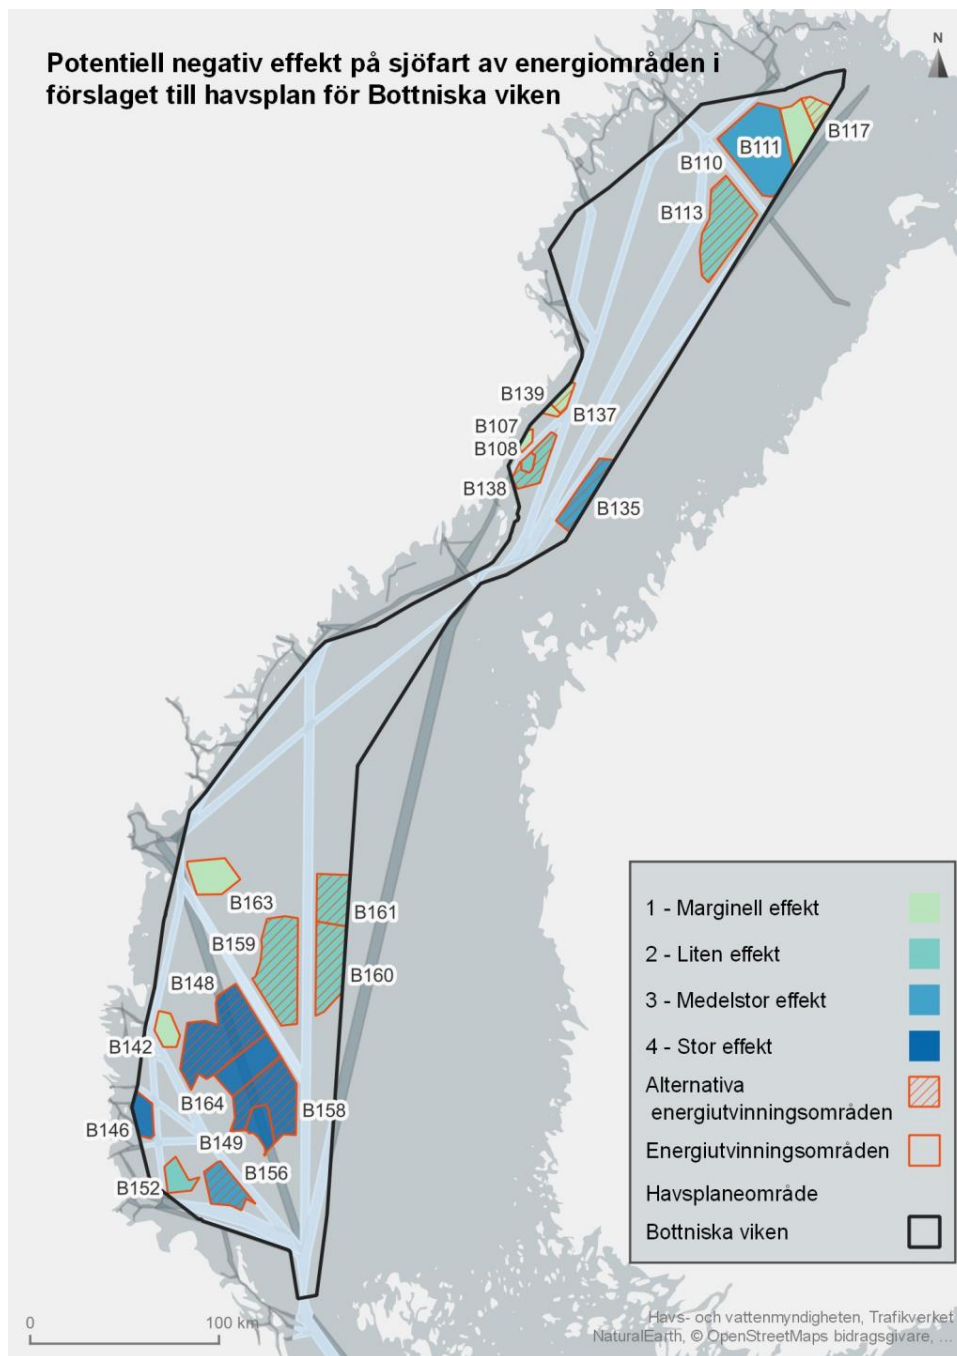 Potentiell negativ effekt på sjöfart av energiområden i
förslaget till havsplan för Bottniska viken
N
B117
B111
B110
B113
B139
B137
B107
B108
B138
B135
B163
B161
B159
B160
B148
B142
B164
B158
B146
B149
B156
B152
1 - Marginell effekt
2 - Liten effekt
3 - Medelstor effekt
4 - Stor effekt
Alternativa
energiutvinningsområden
Energiutvinningsområden
Havsplaneområde
Bottniska viken
0 100 km
Havs- och vattenmyndigheten, Trafikverket
NaturalEarth, © OpenStreetMaps bidragsgivare, ...